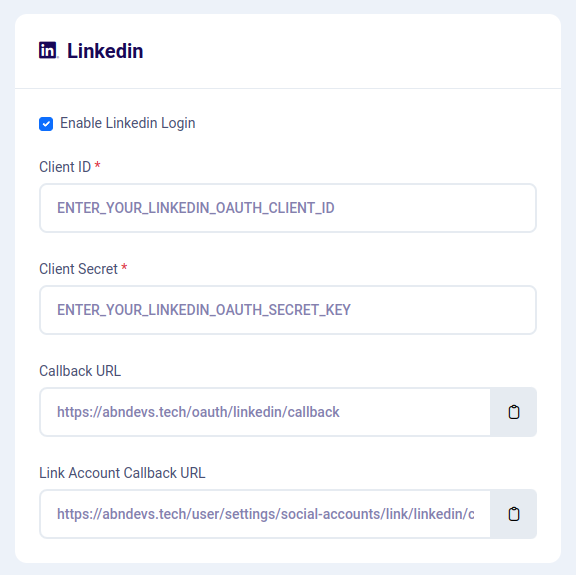 in Linkedin
Enable Linkedin Login
Client ID *
ENTER_YOUR_LINKEDIN_OAUTH_CLIENT_ID
Client Secret *
ENTER_YOUR_LINKEDIN_OAUTH_SECRET_KEY
Callback URL
https://abndevs.tech/oauth/linkedin/callback
Link Account Callback URL
https://abndevs.tech/user/settings/social-accounts/link/linkedin/c